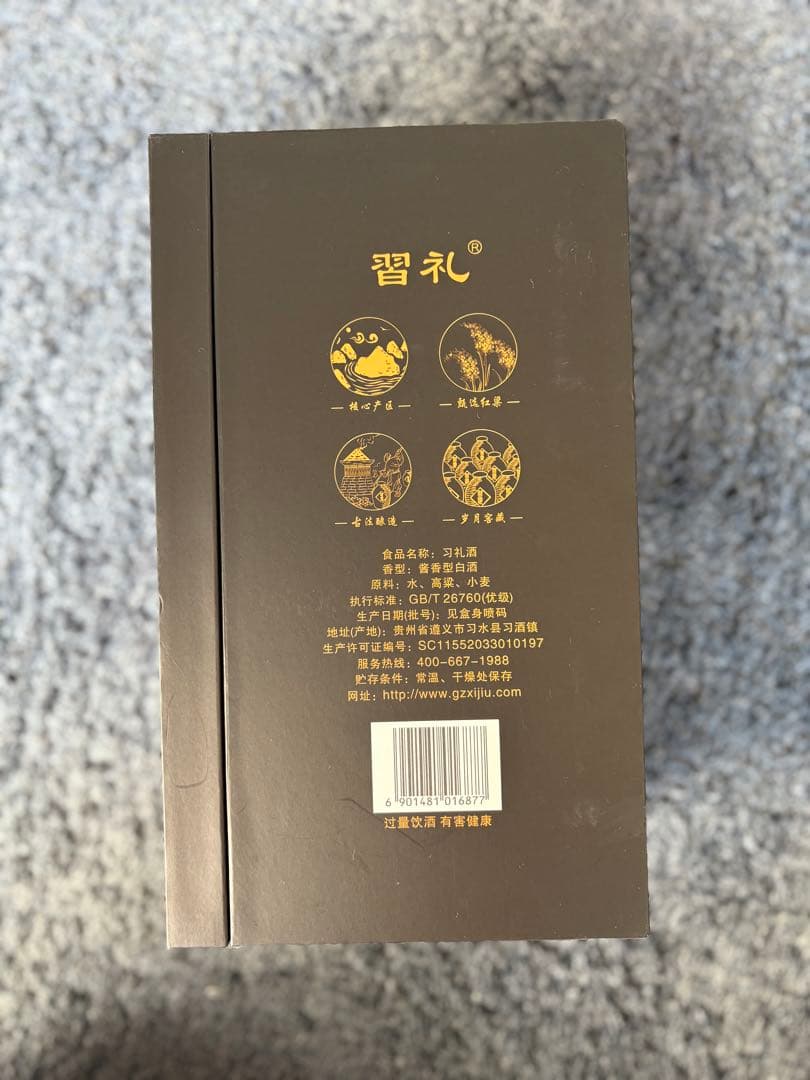 習礼®
核心产区
甄选红粱
古法酿造
岁月窖藏
食品名称：习礼酒
香型：酱香型白酒
原料：水、高粱、小麦
执行标准：GB/T 26760(优级)
生产日期(批号)：见盒身喷码
地址(产地)：贵州省遵义市习水县习酒镇
生产许可证编号：SC11552033010197
服务热线：400-667-1988
贮存条件：常温、干燥处保存
网址：http://www.gzxijiu.com
6 901481 016877
过量饮酒 有害健康